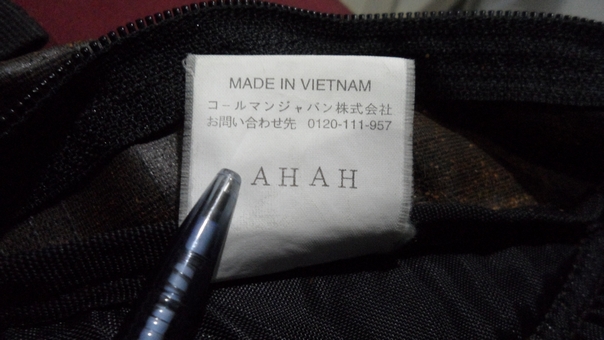 MADE IN VIETNAM
コールマンジャパン株式会社
お問い合わせ先 0120-111-957
AHAH